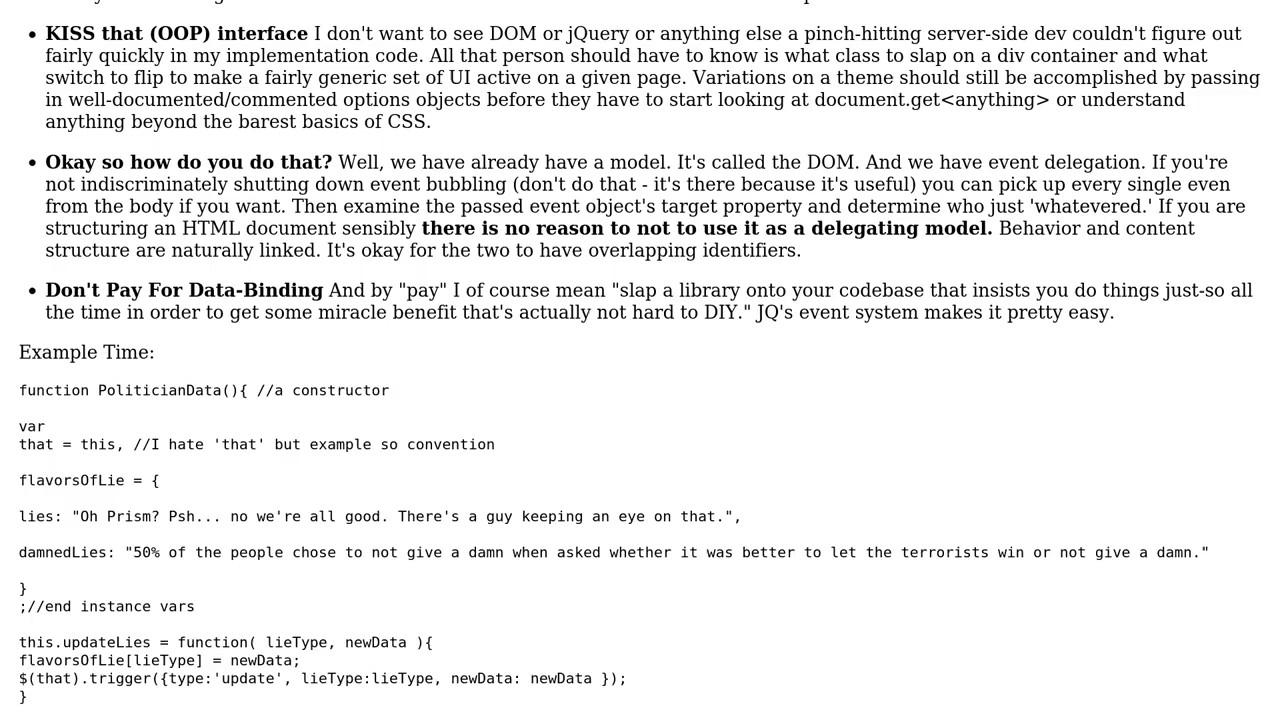 • KISS that (OOP) interface I don't want to see DOM or jQuery or anything else a pinch-hitting server-side dev couldn't figure out
fairly quickly in my implementation code. All that person should have to know is what class to slap on a div container and what
switch to flip to make a fairly generic set of UI active on a given page. Variations on a theme should still be accomplished by passing
in well-documented/commented options objects before they have to start looking at document.get<anything> or understand
anything beyond the barest basics of CSS.
• Okay so how do you do that? Well, we have already have a model. It's called the DOM. And we have event delegation. If you're
not indiscriminately shutting down event bubbling (don't do that - it's there because it's useful) you can pick up every single even
from the body if you want. Then examine the passed event object's target property and determine who just 'whatevered.' If you are
structuring an HTML document sensibly there is no reason to not to use it as a delegating model. Behavior and content
structure are naturally linked. It's okay for the two to have overlapping identifiers.
• Don't Pay For Data-Binding And by "pay" I of course mean "slap a library onto your codebase that insists you do things just-so all
the time in order to get some miracle benefit that's actually not hard to DIY." JQ's event system makes it pretty easy.
Example Time:
function PoliticianData(){ //a constructor
var
that = this, //I hate 'that' but example so convention
flavorsOfLie = {
lies: "Oh Prism? Psh... no we're all good. There's a guy keeping an eye on that.",
damnedLies: "50% of the people chose to not give a damn when asked whether it was better to let the terrorists win or not give a damn."
}
;//end instance vars
this.updateLies = function( lieType, newData ){
flavorsOfLie[lieType] = newData;
$(that).trigger({type:'update', lieType:lieType, newData: newData });
}